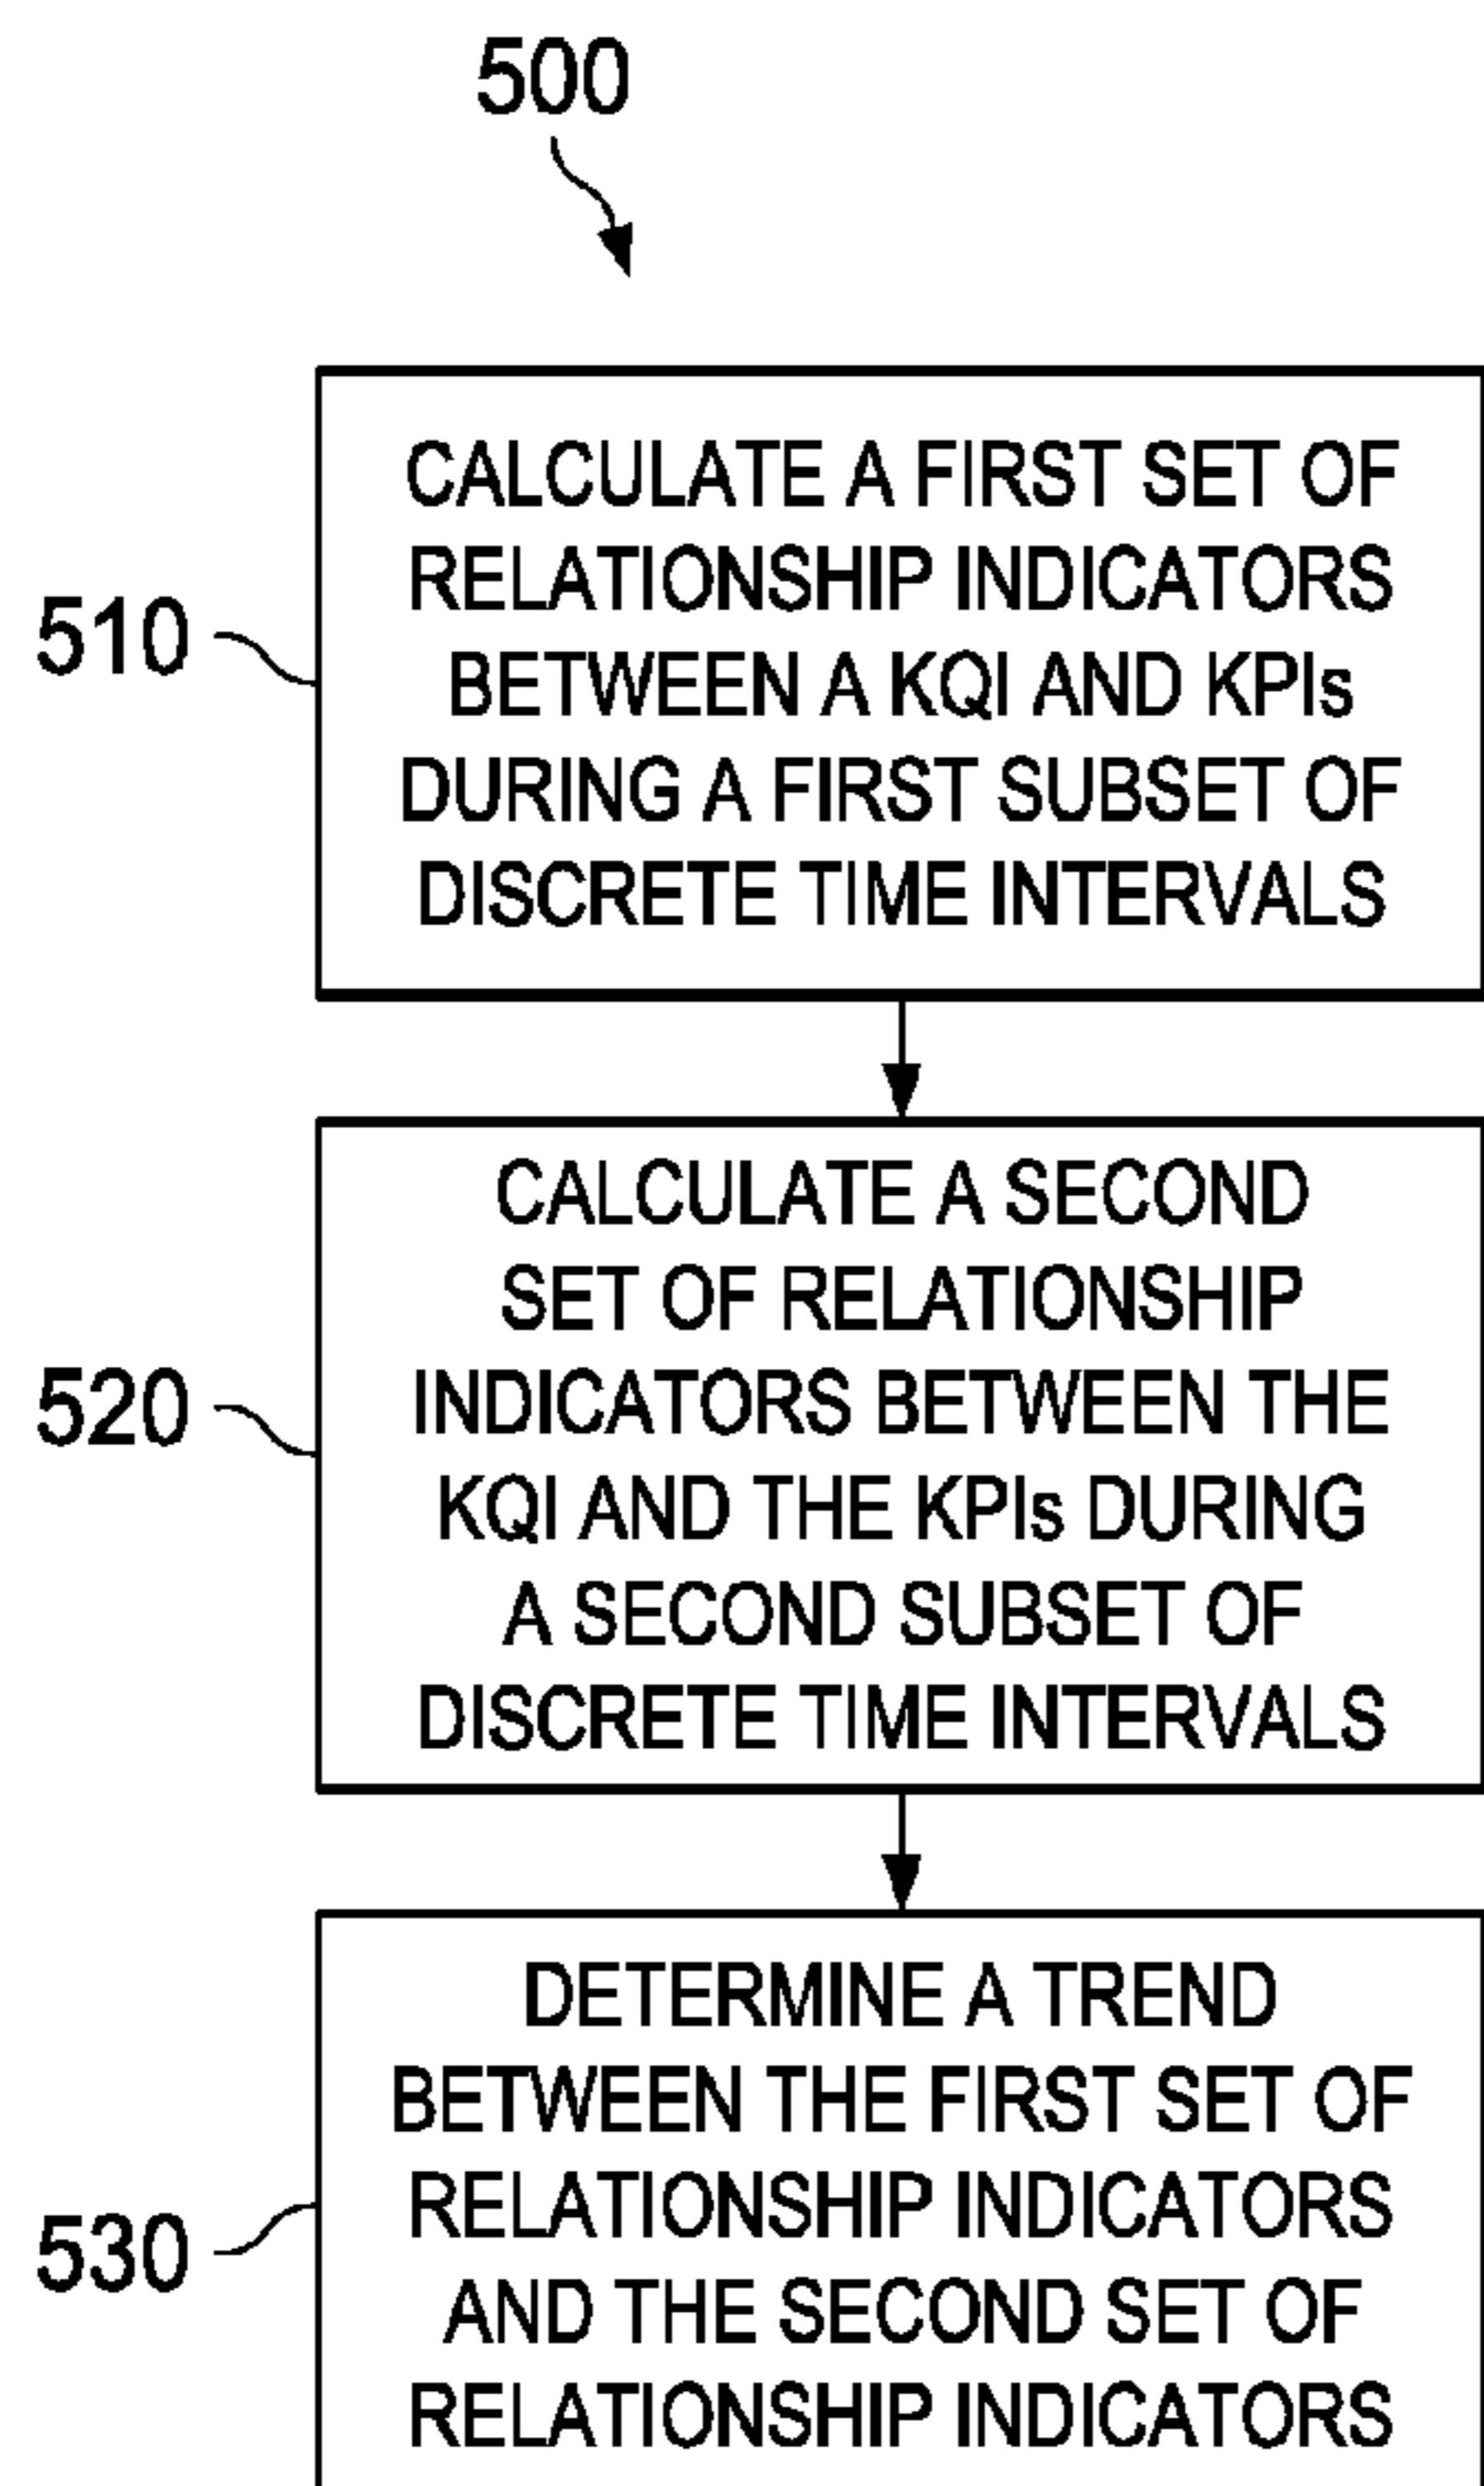 500
510
CALCULATE A FIRST SET OF
RELATIONSHIP INDICATORS
BETWEEN A KQI AND KPIs
DURING A FIRST SUBSET OF
DISCRETE TIME INTERVALS
520
CALCULATE A SECOND
SET OF RELATIONSHIP
INDICATORS BETWEEN THE
KQI AND THE KPIs DURING
A SECOND SUBSET OF
DISCRETE TIME INTERVALS
530
DETERMINE A TREND
BETWEEN THE FIRST SET OF
RELATIONSHIP INDICATORS
AND THE SECOND SET OF
RELATIONSHIP INDICATORS